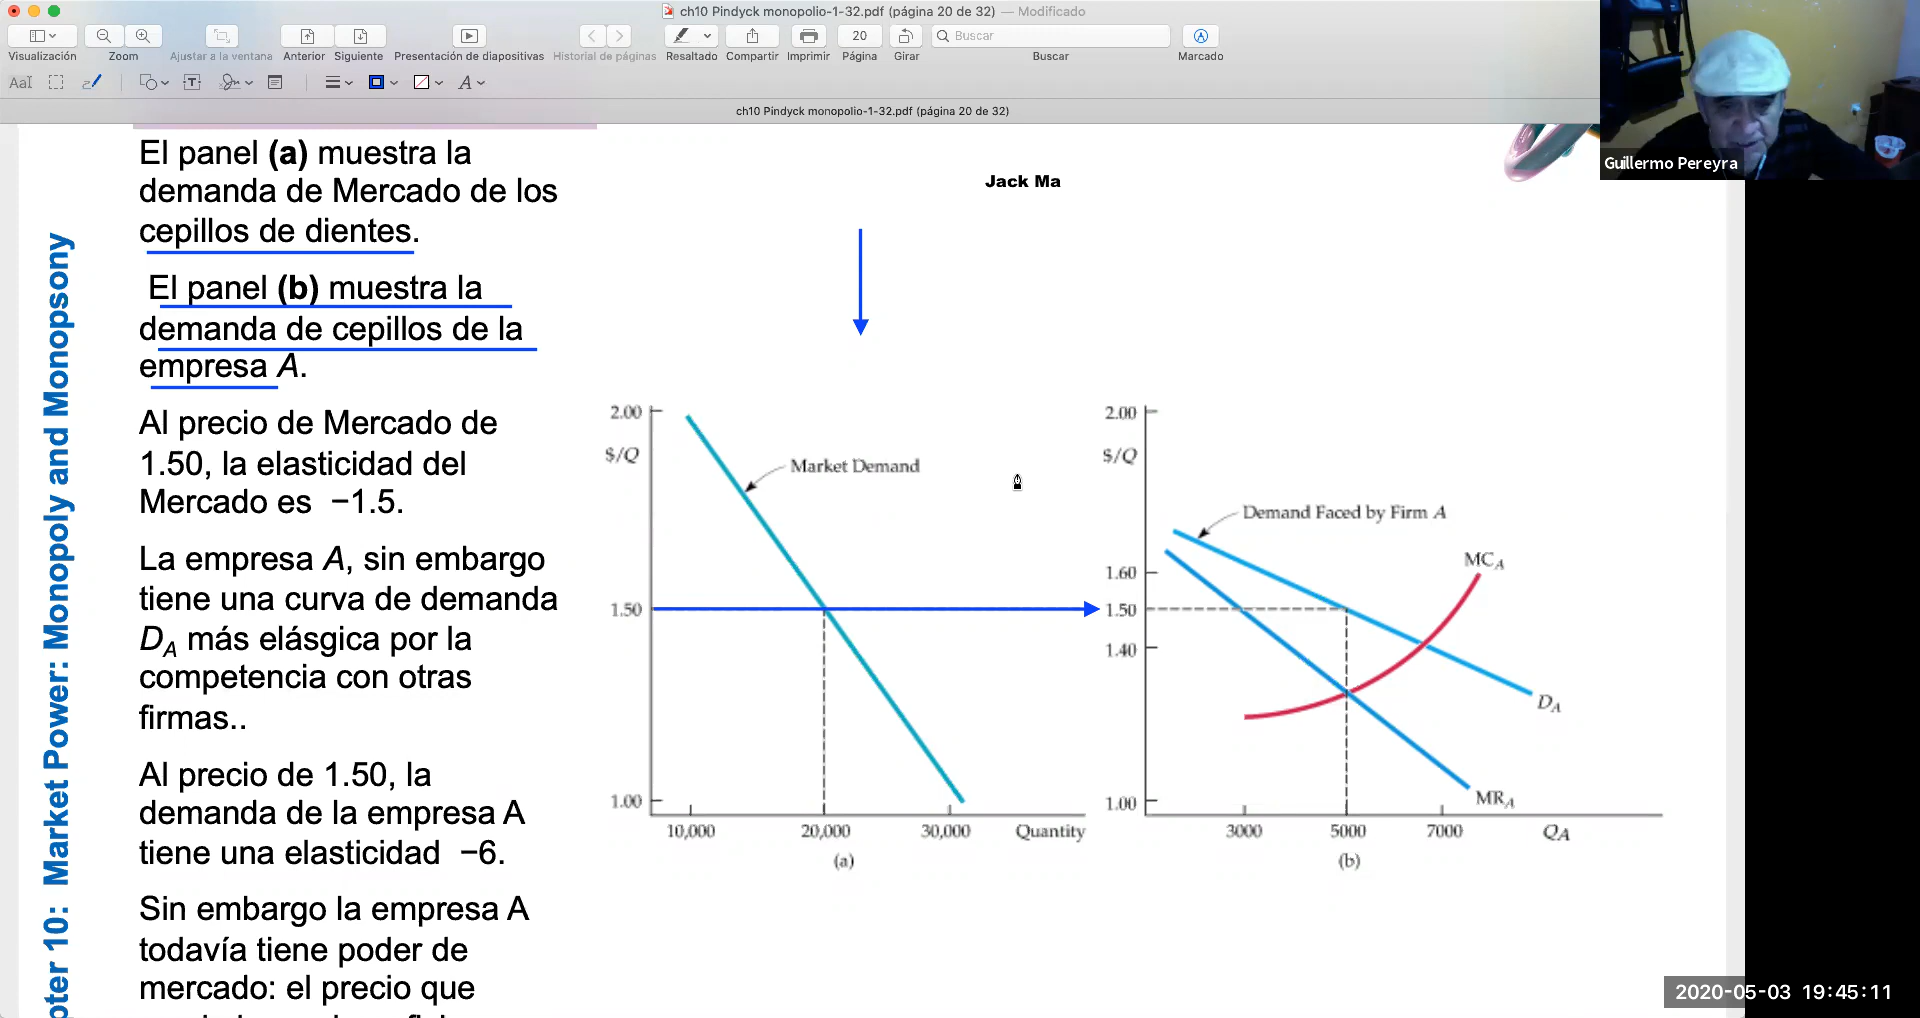 ch10 Pindyck monopolio-1-32.pdf (página 20 de 32) — Modificado
20
Buscar
Visualización
Zoom
Ajustar a la ventana
Anterior
Siguiente
Presentación de diapositivas
Historial de páginas
Resaltado
Compartir
Imprimir
Página
Girar
Buscar
Marcado
ch10 Pindyck monopolio-1-32.pdf (página 20 de 32)
Guillermo Pereyra
pter 10: Market Power: Monopoly and Monopsony
El panel (a) muestra la
demanda de Mercado de los
cepillos de dientes.
El panel (b) muestra la
demanda de cepillos de la
empresa A.
Al precio de Mercado de
1.50, la elasticidad del
Mercado es −1.5.
La empresa A, sin embargo
tiene una curva de demanda
DA más elásgica por la
competencia con otras
firmas..
Al precio de 1.50, la
demanda de la empresa A
tiene una elasticidad −6.
Sin embargo la empresa A
todavía tiene poder de
mercado: el precio que
Jack Ma
2.00
$/Q
Market Demand
1.50
1.00
10,000
20,000
30,000
Quantity
(a)
2.00
$/Q
Demand Faced by Firm A
MCA
1.60
1.50
1.40
DA
1.00
MRA
3000
5000
7000
QA
(b)
2020-05-03 19:45:11